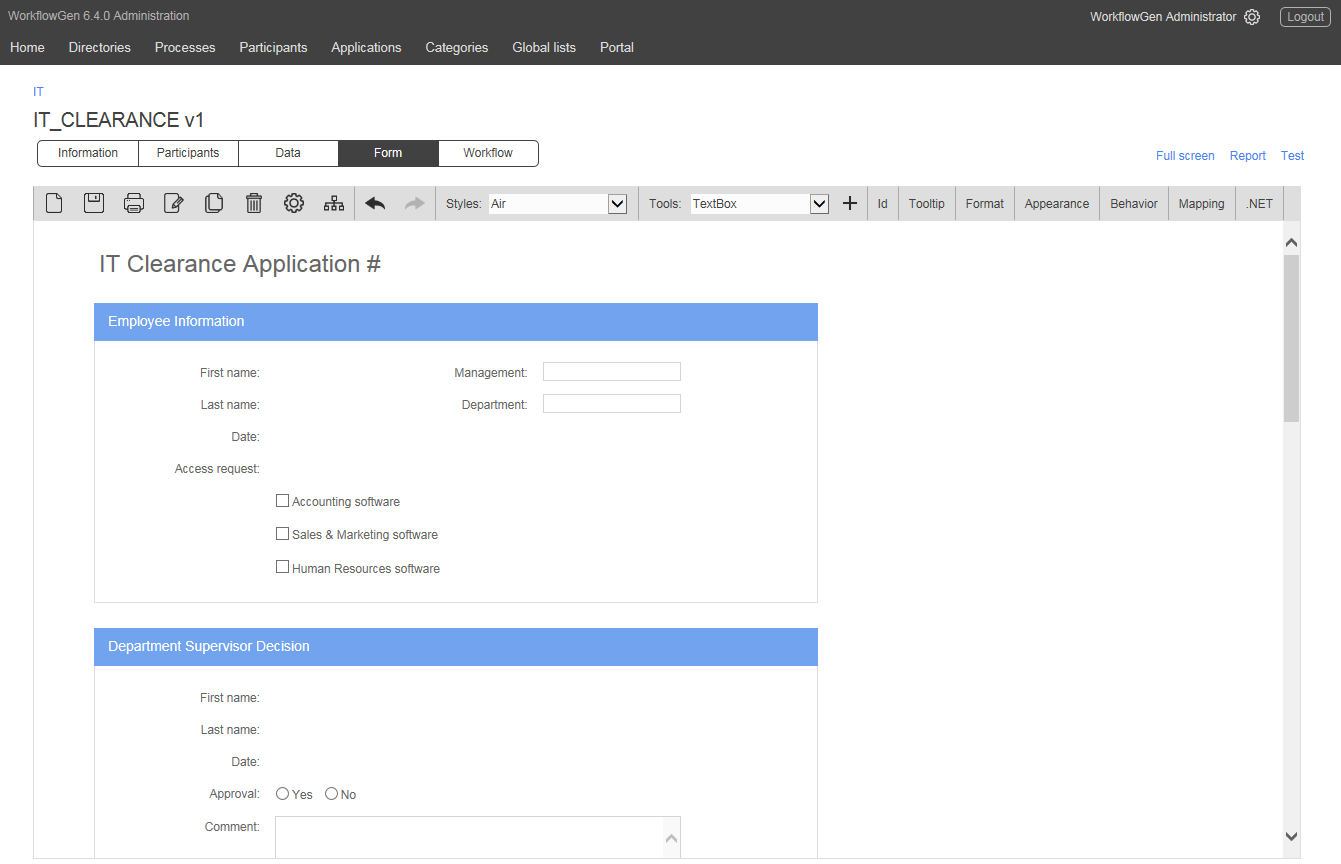 WorkflowGen 6.4.0 Administration
WorkflowGen Administrator Logout
Home Directories Processes Participants Applications Categories Global lists Portal
IT
IT_CLEARANCE v1
Information Participants Data Form Workflow
Full screen Report Test
Styles: Air Tools: TextBox Id Tooltip Format Appearance Behavior Mapping .NET
IT Clearance Application #
Employee Information
First name: Management:
Last name: Department:
Date:
Access request:
Accounting software
Sales & Marketing software
Human Resources software
Department Supervisor Decision
First name:
Last name:
Date:
Approval: Yes No
Comment: